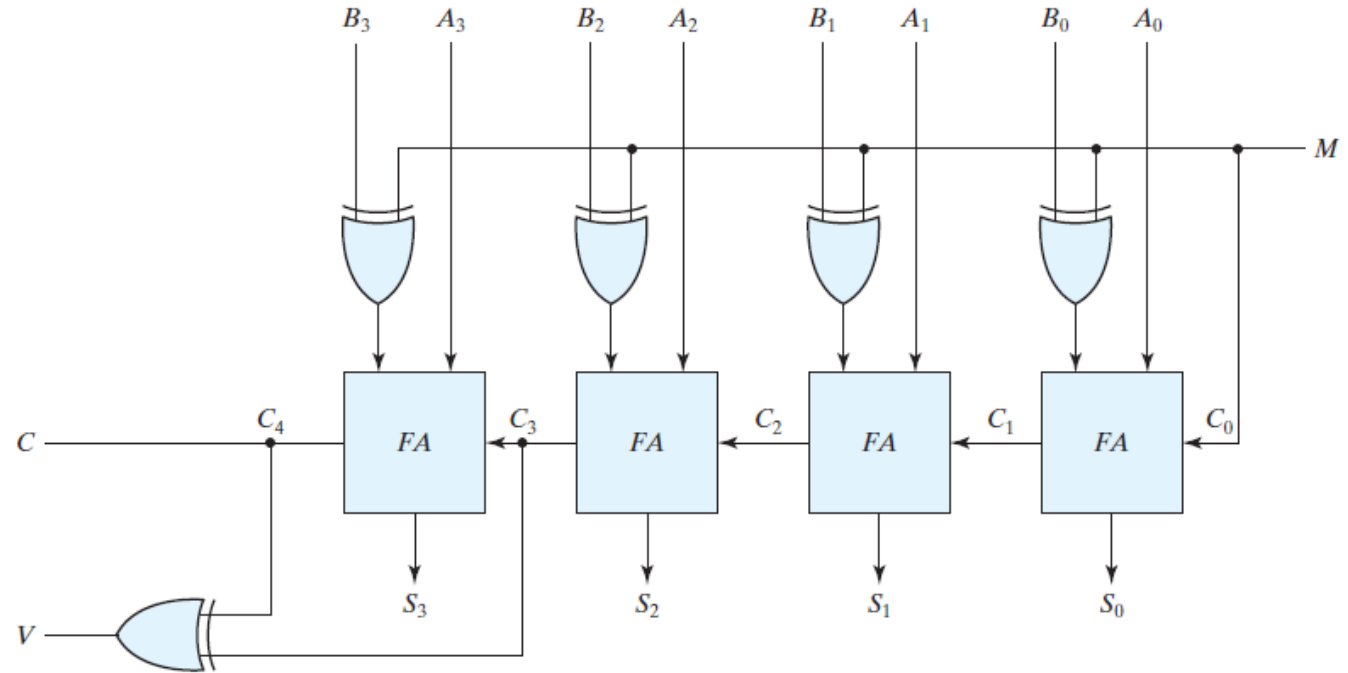 B₃ A₃ B₂ A₂ B₁ A₁ B₀ A₀
M
C C₄ FA C₃ FA C₂ FA C₁ FA C₀
S₃ S₂ S₁ S₀
V